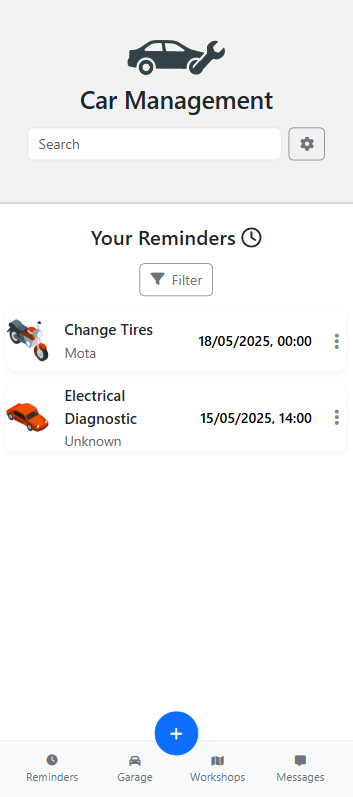 Car Management
Search
Your Reminders
Filter
Change Tires
Mota
18/05/2025, 00:00
Electrical
Diagnostic
Unknown
15/05/2025, 14:00
+
Reminders
Garage
Workshops
Messages